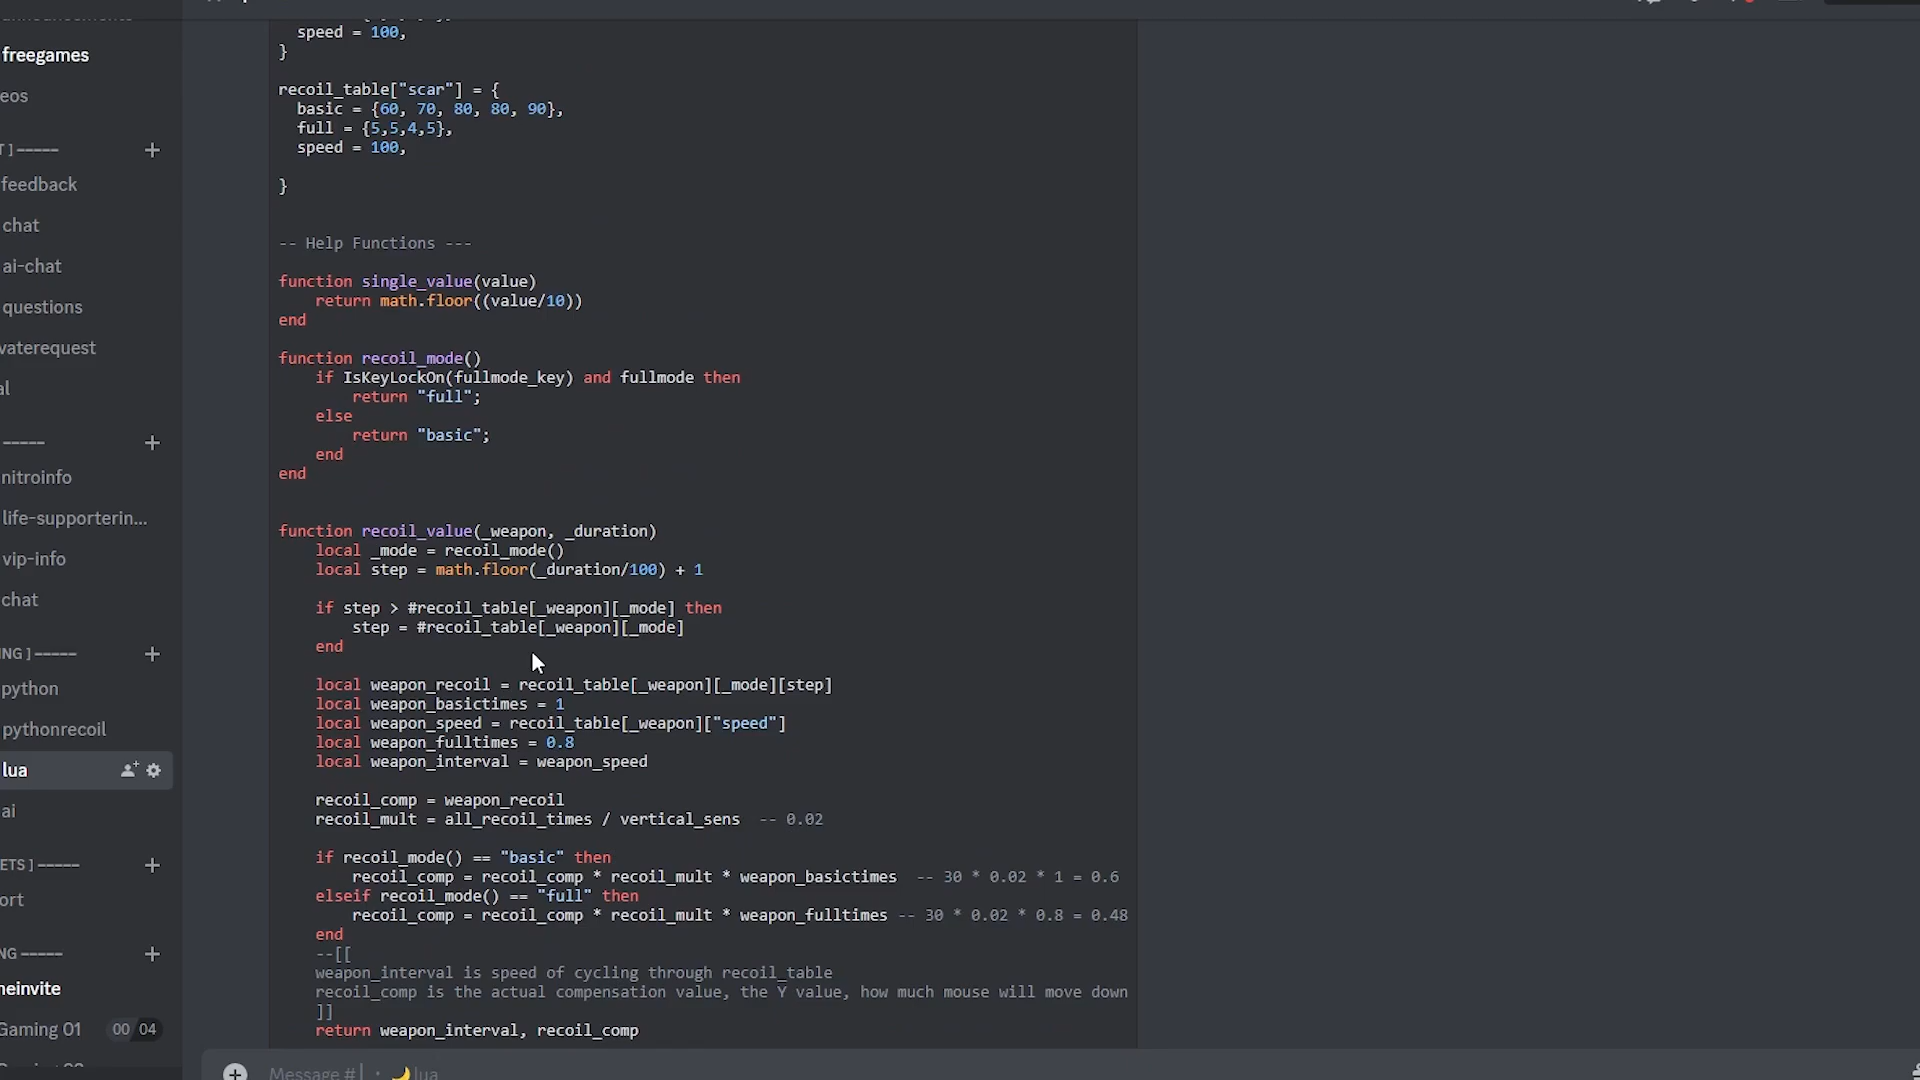 freegames
eos
T ] -----
feedback
chat
ai-chat
questions
vaterequest
al
-----
nitroinfo
life-supporterin...
vip-info
chat
NG ] -----
python
pythonrecoil
lua
ai
ETS ] -----
ort
NG -----
neinvite
Gaming 01 00 04
speed = 100,
}
recoil_table["scar"] = {
basic = {60, 70, 80, 80, 90},
full = {5,5,4,5},
speed = 100,
}
-- Help Functions ---
function single_value(value)
return math.floor((value/10))
end
function recoil_mode()
if IsKeyLockOn(fullmode_key) and fullmode then
return "full";
else
return "basic";
end
end
function recoil_value(_weapon, _duration)
local _mode = recoil_mode()
local step = math.floor(_duration/100) + 1
if step > #recoil_table[_weapon][_mode] then
step = #recoil_table[_weapon][_mode]
end
local weapon_recoil = recoil_table[_weapon][_mode][step]
local weapon_basictimes = 1
local weapon_speed = recoil_table[_weapon]["speed"]
local weapon_fulltimes = 0.8
local weapon_interval = weapon_speed
recoil_comp = weapon_recoil
recoil_mult = all_recoil_times / vertical_sens -- 0.02
if recoil_mode() == "basic" then
recoil_comp = recoil_comp * recoil_mult * weapon_basictimes -- 30 * 0.02 * 1 = 0.6
elseif recoil_mode() == "full" then
recoil_comp = recoil_comp * recoil_mult * weapon_fulltimes -- 30 * 0.02 * 0.8 = 0.48
end
--[[
weapon_interval is speed of cycling through recoil_table
recoil_comp is the actual compensation value, the Y value, how much mouse will move down
]]
return weapon_interval, recoil_comp
Message #| · 🌙lua